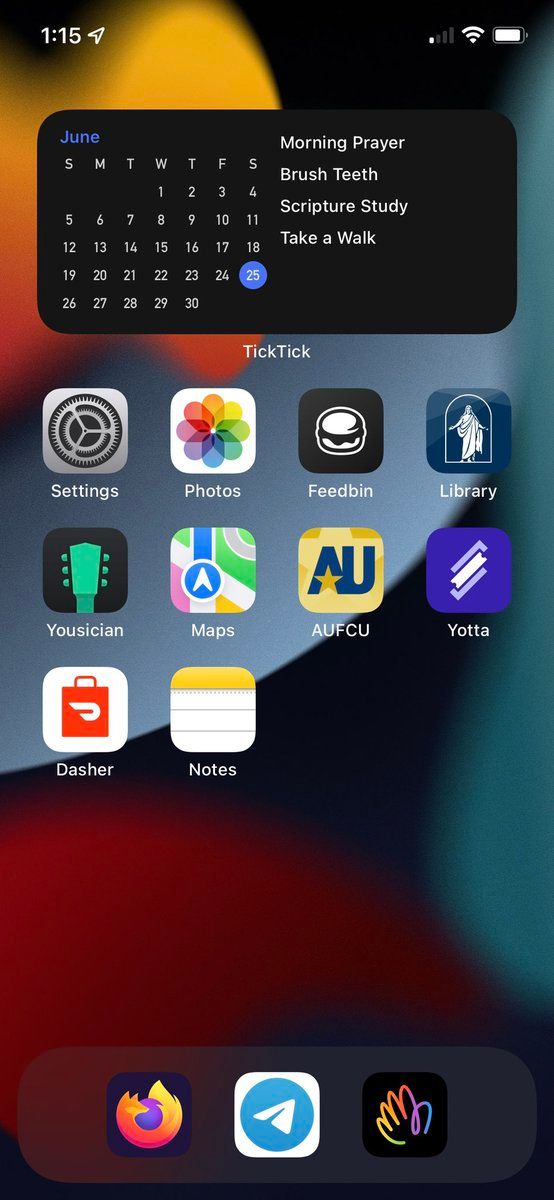 1:15
June
S M T W T F S
1 2 3 4
5 6 7 8 9 10 11
12 13 14 15 16 17 18
19 20 21 22 23 24 25
26 27 28 29 30
Morning Prayer
Brush Teeth
Scripture Study
Take a Walk
TickTick
Settings Photos Feedbin Library
AU
Yousician Maps AUFCU Yotta
Dasher Notes